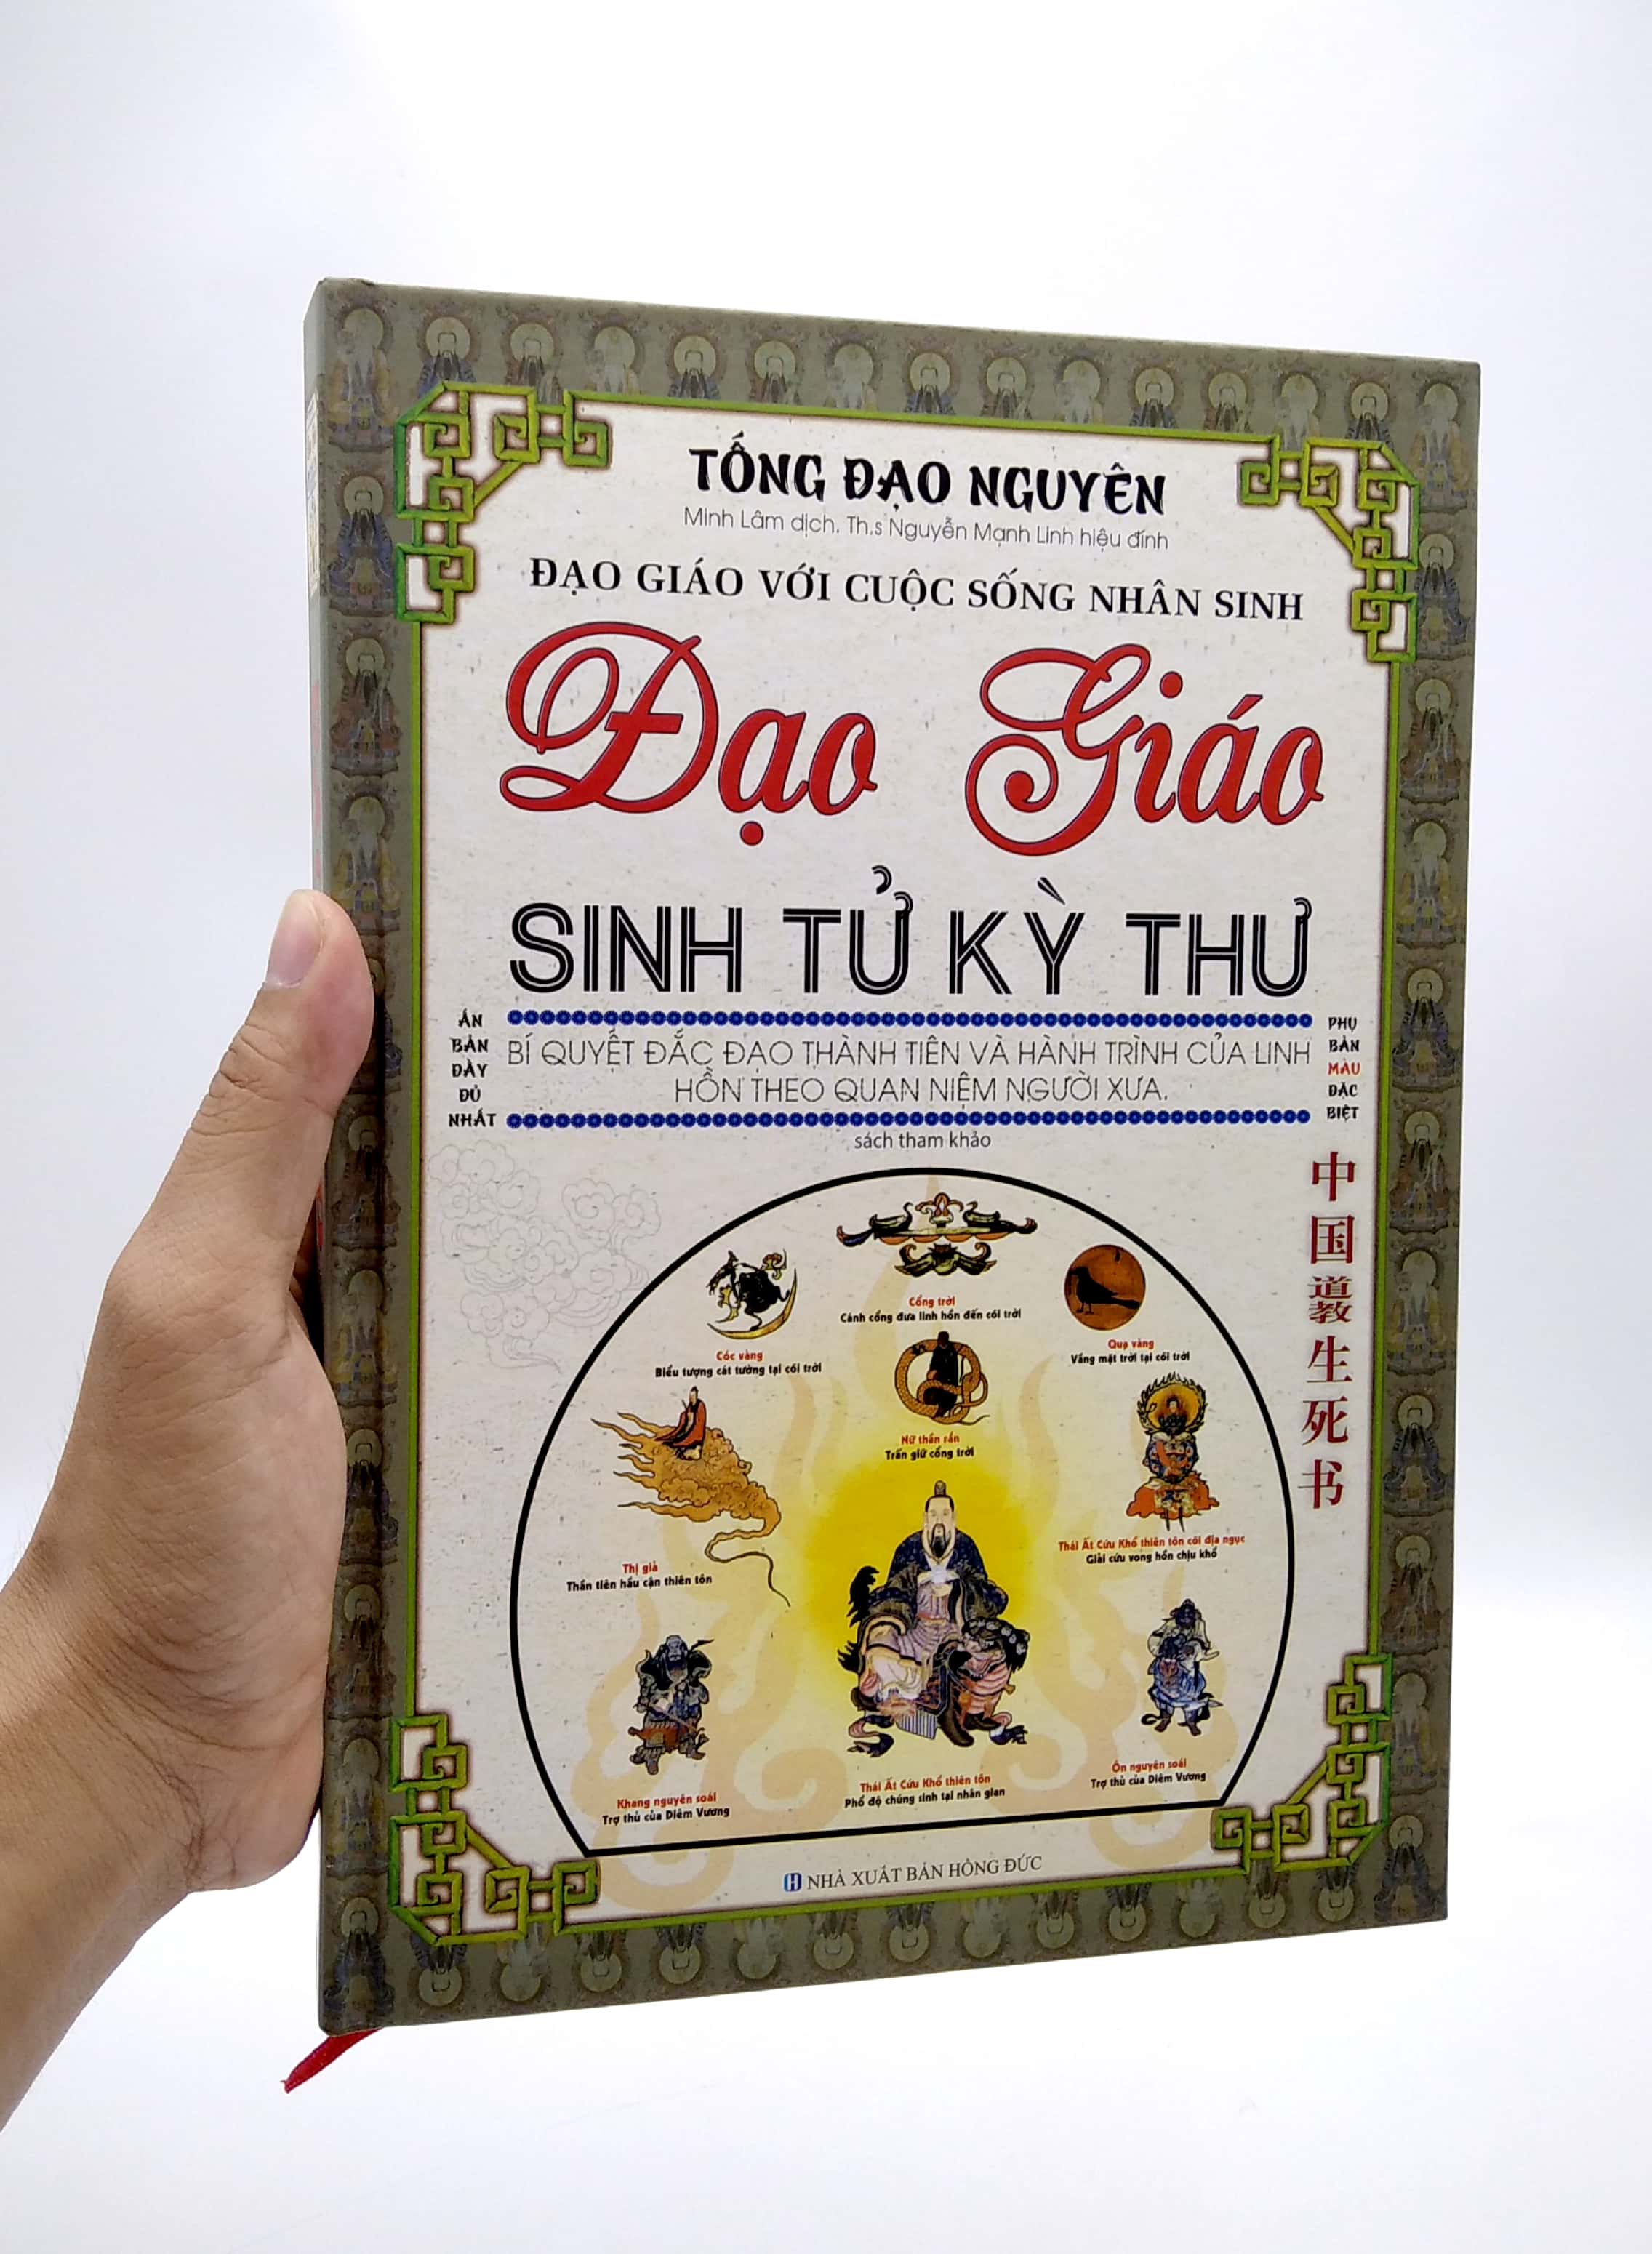 TỐNG ĐẠO NGUYÊN
Minh Lâm dịch. Th.s Nguyễn Mạnh Linh hiệu đính
ĐẠO GIÁO VỚI CUỘC SỐNG NHÂN SINH
Đạo Giáo
SINH TỬ KỲ THƯ
ẤN
BẢN
ĐẦY
ĐỦ
NHẤT
BÍ QUYẾT ĐẮC ĐẠO THÀNH TIÊN VÀ HÀNH TRÌNH CỦA LINH
HỒN THEO QUAN NIỆM NGƯỜI XƯA.
PHỤ
BẢN
MÀU
ĐẶC
BIỆT
sách tham khảo
中国道教生死书
Cổng trời
Cánh cổng đưa linh hồn đến cõi trời
Cóc vàng
Biểu tượng cát tường tại cõi trời
Quạ vàng
Vầng mặt trời tại cõi trời
Nữ thần rắn
Trấn giữ cổng trời
Thị giả
Thần tiên hầu cận thiên tôn
Thái Ất Cứu Khổ thiên tôn cõi địa ngục
Giải cứu vong hồn chịu khổ
Khang nguyên soái
Trợ thủ của Diêm Vương
Thái Ất Cứu Khổ thiên tôn
Phổ độ chúng sinh tại nhân gian
Ôn nguyên soái
Trợ thủ của Diêm Vương
NHÀ XUẤT BẢN HỒNG ĐỨC